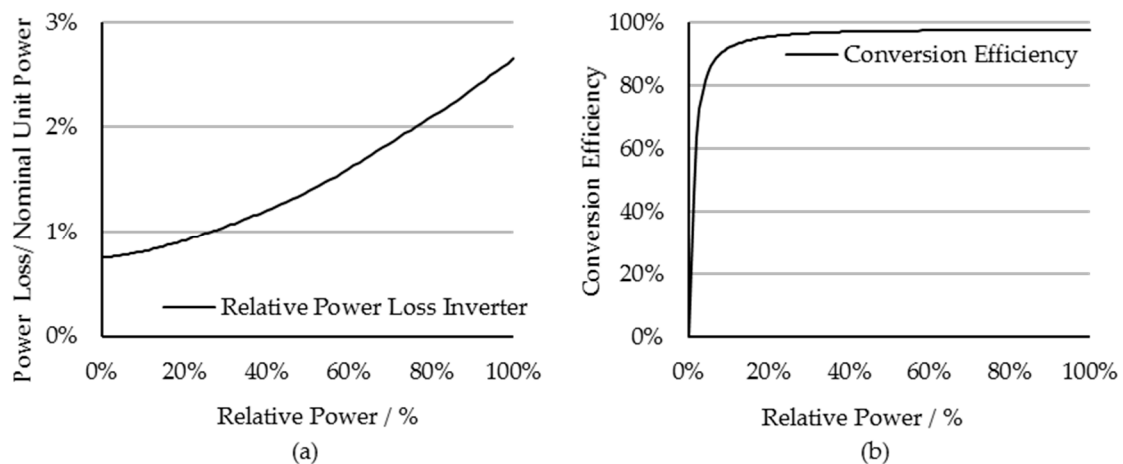 3%
2%
1%
0%
Power Loss/ Nominal Unit Power
Relative Power Loss Inverter
0% 20% 40% 60% 80% 100%
Relative Power / %
(a)
100%
80%
60%
40%
20%
0%
Conversion Efficiency
Conversion Efficiency
0% 20% 40% 60% 80% 100%
Relative Power / %
(b)